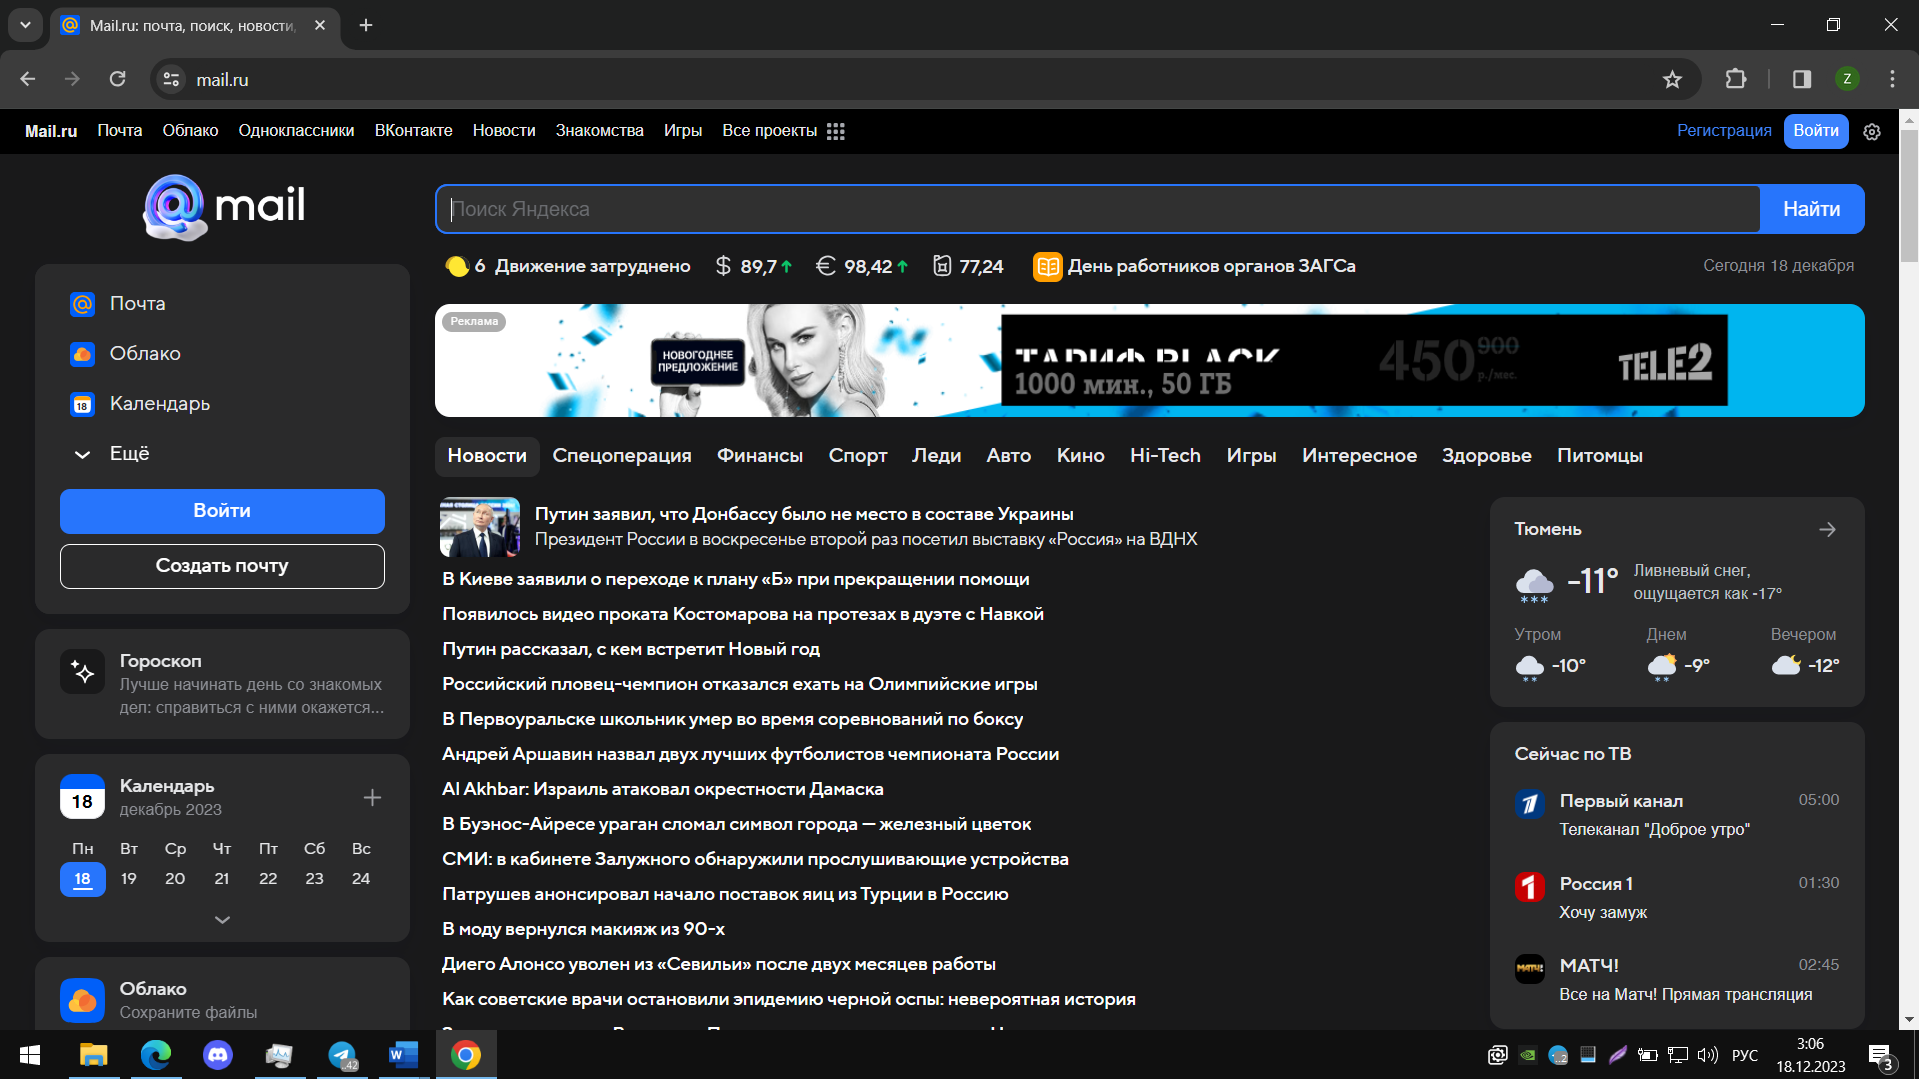 Mail.ru: почта, поиск, новости,
mail.ru
Z
Mail.ru Почта Облако Одноклассники ВКонтакте Новости Знакомства Игры Все проекты
Регистрация Войти
mail
Поиск Яндекса
Найти
6 Движение затруднено $ 89,7 € 98,42 77,24 День работников органов ЗАГСа
Сегодня 18 декабря
Почта
Облако
18 Календарь
Ещё
Войти
Создать почту
Гороскоп
Лучше начинать день со знакомых
дел: справиться с ними окажется...
18
Календарь
декабрь 2023
Пн Вт Ср Чт Пт Сб Вс
18 19 20 21 22 23 24
Облако
Сохраните файлы
Реклама
НОВОГОДНЕЕ
ПРЕДЛОЖЕНИЕ
ТАРИФ BLACK
1000 мин., 50 ГБ
450 900
р./мес.
TELE2
Новости Спецоперация Финансы Спорт Леди Авто Кино Hi-Tech Игры Интересное Здоровье Питомцы
Путин заявил, что Донбассу было не место в составе Украины
Президент России в воскресенье второй раз посетил выставку «Россия» на ВДНХ
В Киеве заявили о переходе к плану «Б» при прекращении помощи
Появилось видео проката Костомарова на протезах в дуэте с Навкой
Путин рассказал, с кем встретит Новый год
Российский пловец-чемпион отказался ехать на Олимпийские игры
В Первоуральске школьник умер во время соревнований по боксу
Андрей Аршавин назвал двух лучших футболистов чемпионата России
Al Akhbar: Израиль атаковал окрестности Дамаска
В Буэнос-Айресе ураган сломал символ города — железный цветок
СМИ: в кабинете Залужного обнаружили прослушивающие устройства
Патрушев анонсировал начало поставок яиц из Турции в Россию
В моду вернулся макияж из 90-х
Диего Алонсо уволен из «Севильи» после двух месяцев работы
Как советские врачи остановили эпидемию черной оспы: невероятная история
Тюмень
-11°
Ливневый снег,
ощущается как -17°
Утром Днем Вечером
-10° -9° -12°
Сейчас по ТВ
Первый канал 05:00
Телеканал "Доброе утро"
Россия 1 01:30
Хочу замуж
МАТЧ!
МАТЧ! 02:45
Все на Матч! Прямая трансляция
42
2
РУС
3:06
18.12.2023
3